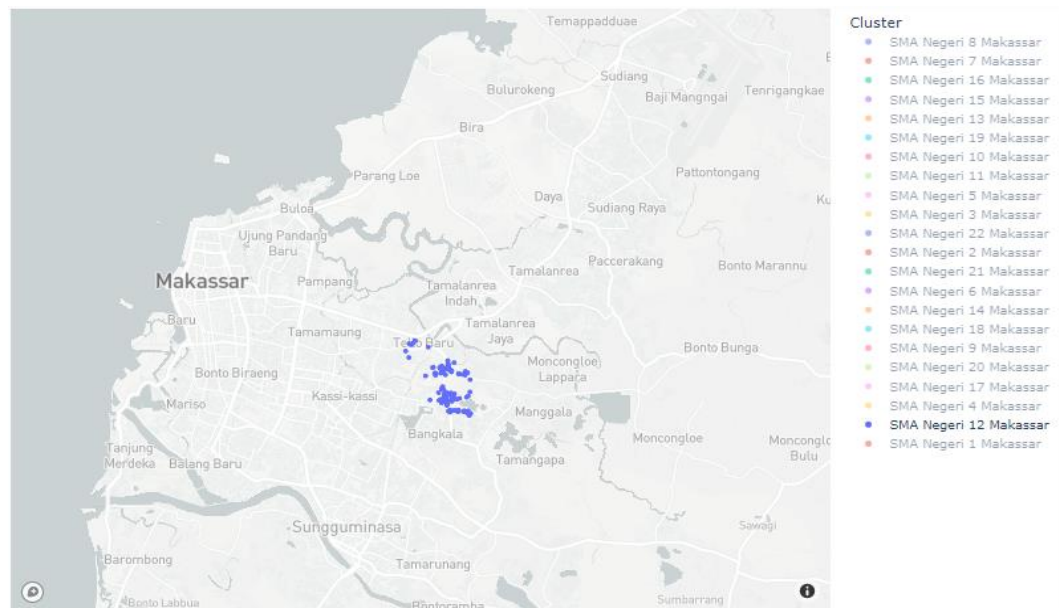 Temappadduae
Sudiang
Bulurokeng
Baji Mangngai
Tenrigangkae
Bira
Parang Loe
Pattontongang
Daya
Buloa
Sudiang Raya
Ujung Pandang
Baru
Paccerakang
Bonto Marannu
Tamalanrea
Makassar
Pampang
Tamalanrea
Indah
Baru
Tamalanrea
Jaya
Tamamaung
Tello Baru
Bonto Bunga
Moncongloe
Lappara
Bonto Biraeng
Kassi-kassi
Mariso
Manggala
Bangkala
Moncongloe
Monconglo
Bulu
Tanjung
Merdeka
Balang Baru
Tamangapa
Sungguminasa
Sawagi
Barombong
Tamarunang
Bonto Labbua
Bontoramba
Sumbarrang
Cluster
SMA Negeri 8 Makassar
SMA Negeri 7 Makassar
SMA Negeri 16 Makassar
SMA Negeri 15 Makassar
SMA Negeri 13 Makassar
SMA Negeri 19 Makassar
SMA Negeri 10 Makassar
SMA Negeri 11 Makassar
SMA Negeri 5 Makassar
SMA Negeri 3 Makassar
SMA Negeri 22 Makassar
SMA Negeri 2 Makassar
SMA Negeri 21 Makassar
SMA Negeri 6 Makassar
SMA Negeri 14 Makassar
SMA Negeri 18 Makassar
SMA Negeri 9 Makassar
SMA Negeri 20 Makassar
SMA Negeri 17 Makassar
SMA Negeri 4 Makassar
SMA Negeri 12 Makassar
SMA Negeri 1 Makassar